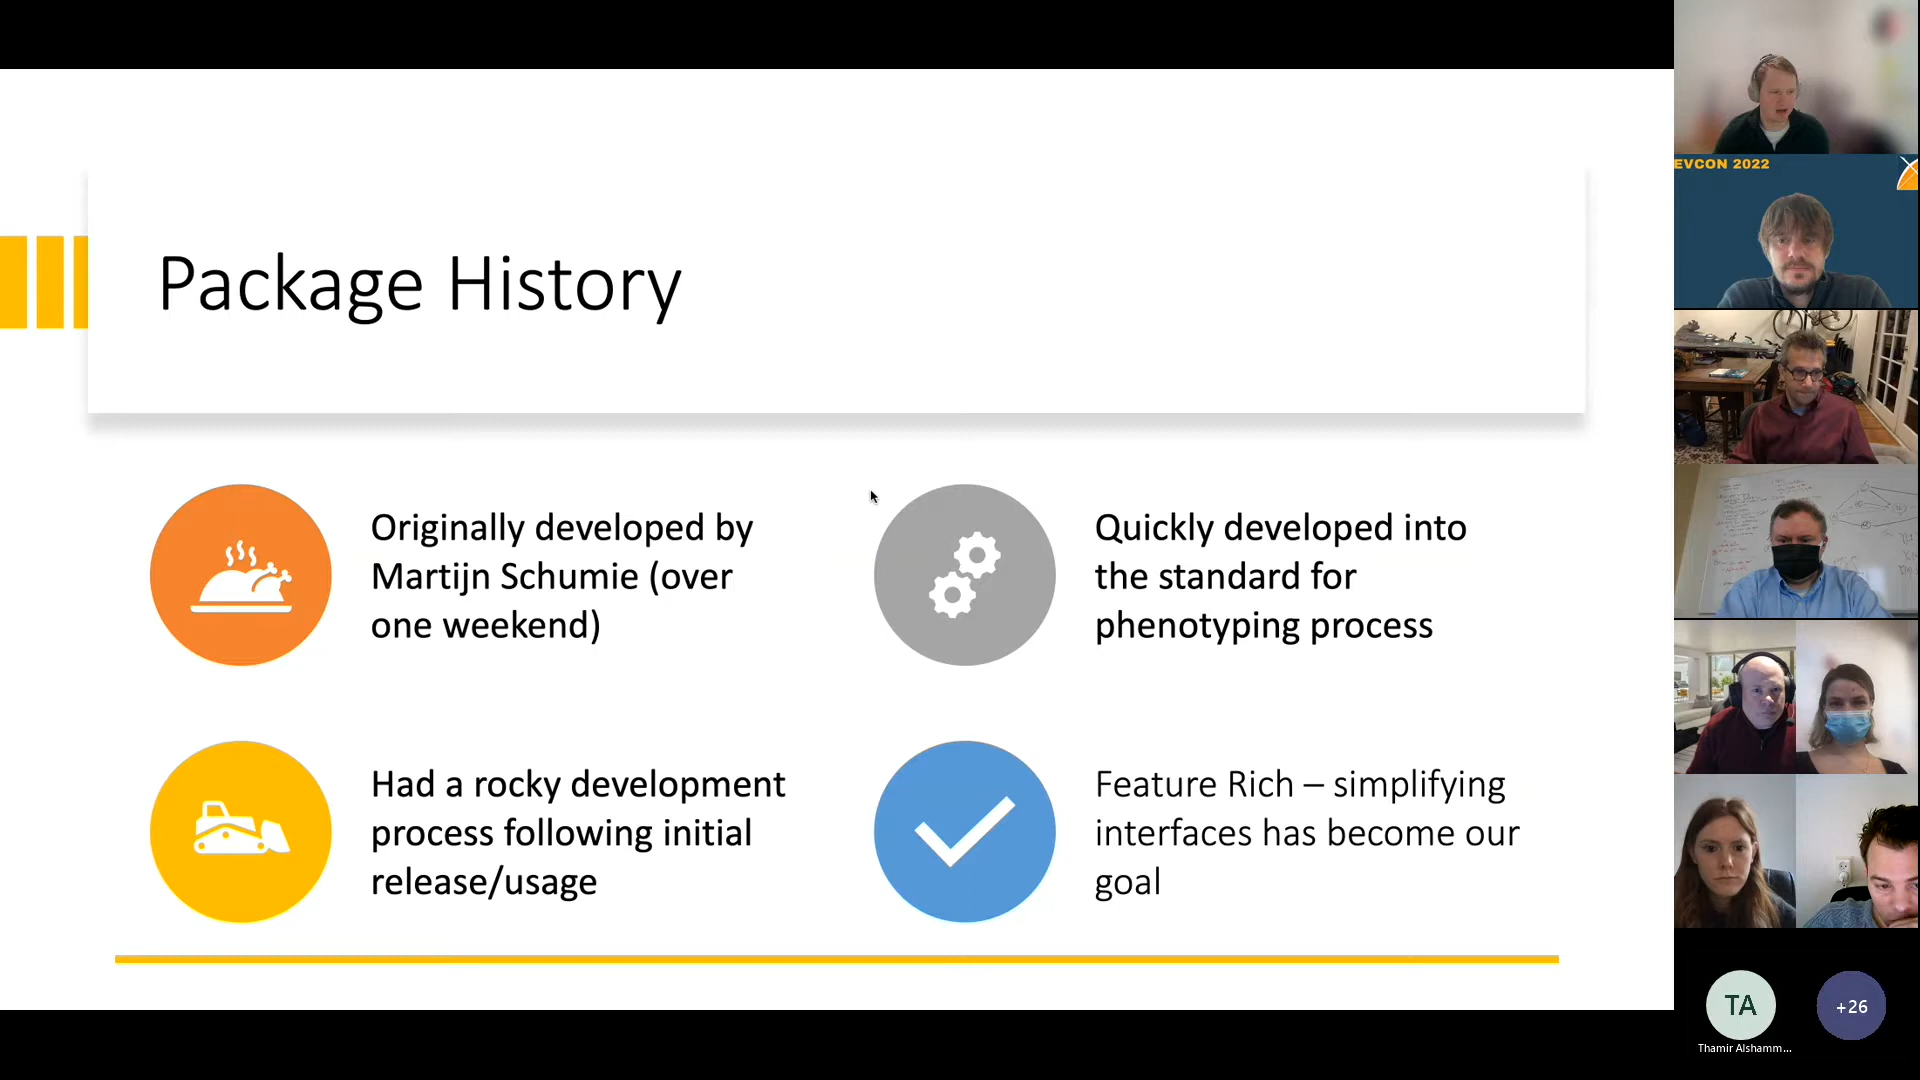 Package History
Originally developed by
Martijn Schumie (over
one weekend)
Quickly developed into
the standard for
phenotyping process
Had a rocky development
process following initial
release/usage
Feature Rich – simplifying
interfaces has become our
goal
EVCON 2022
TA
Thamir Alshamm...
+26